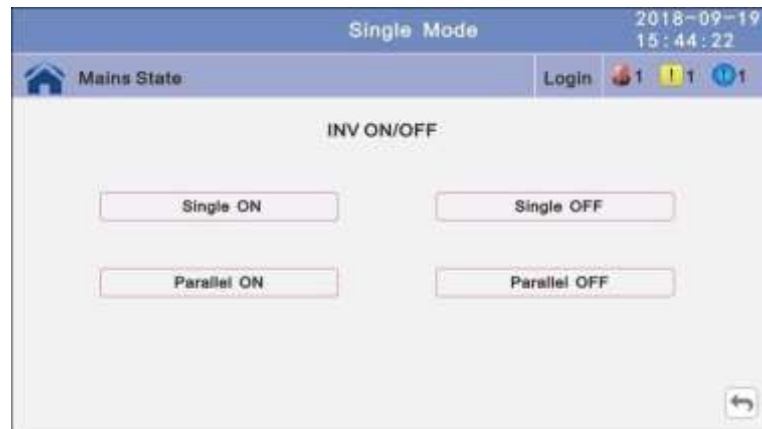 Single Mode
2018-09-19
15:44:22
Mains State
Login
1
! 1
! 1
INV ON/OFF
Single ON
Single OFF
Parallel ON
Parallel OFF